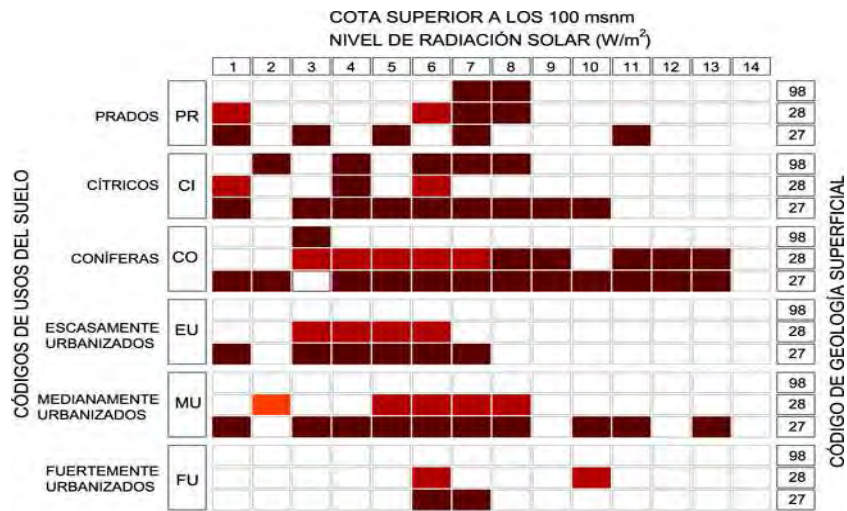 COTA SUPERIOR A LOS 100 msnm
NIVEL DE RADIACIÓN SOLAR (W/m²)
1 2 3 4 5 6 7 8 9 10 11 12 13 14
CÓDIGOS DE USOS DEL SUELO
PRADOS PR
98
28
27
CÍTRICOS CI
98
28
27
CONÍFERAS CO
98
28
27
ESCASAMENTE
URBANIZADOS
EU
98
28
27
MEDIANAMENTE
URBANIZADOS
MU
98
28
27
FUERTEMENTE
URBANIZADOS
FU
98
28
27
CÓDIGO DE GEOLOGÍA SUPERFICIAL